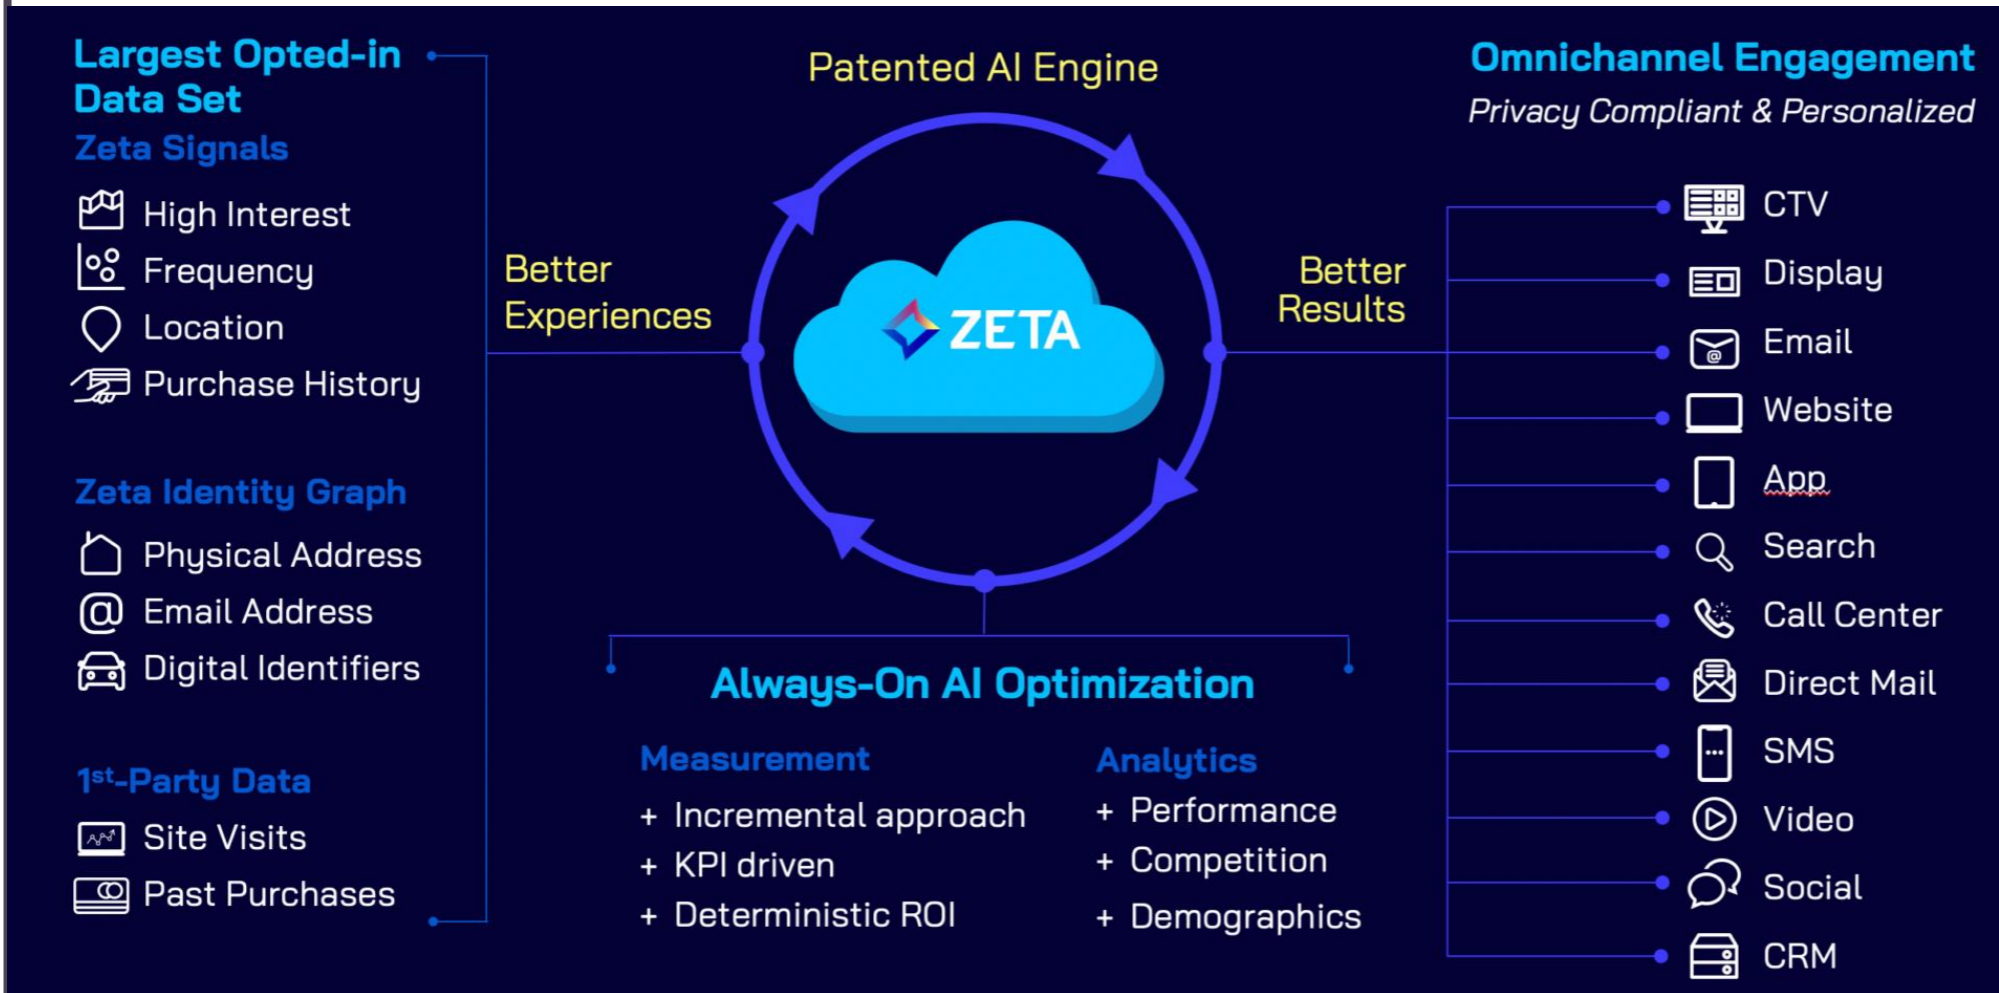 Largest Opted-in
Data Set
Zeta Signals
High Interest
Frequency
Location
Purchase History
Zeta Identity Graph
Physical Address
@ Email Address
Digital Identifiers
1st-Party Data
Site Visits
Past Purchases
Better
Experiences
Patented AI Engine
ZETA
Better
Results
Always-On AI Optimization
Measurement
+ Incremental approach
+ KPI driven
+ Deterministic ROI
Analytics
+ Performance
+ Competition
+ Demographics
Omnichannel Engagement
Privacy Compliant & Personalized
CTV
Display
@ Email
Website
App
Search
Call Center
Direct Mail
SMS
Video
Social
CRM